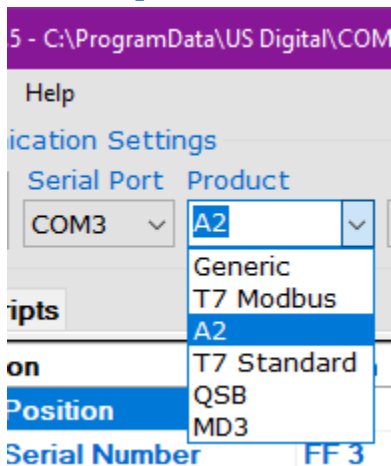 5 - C:\ProgramData\US Digital\COM
Help
ication Settings
Serial Port Product
COM3 A2
Generic
ripts T7 Modbus
A2
on T7 Standard
Position QSB
MD3
Serial Number FF 3